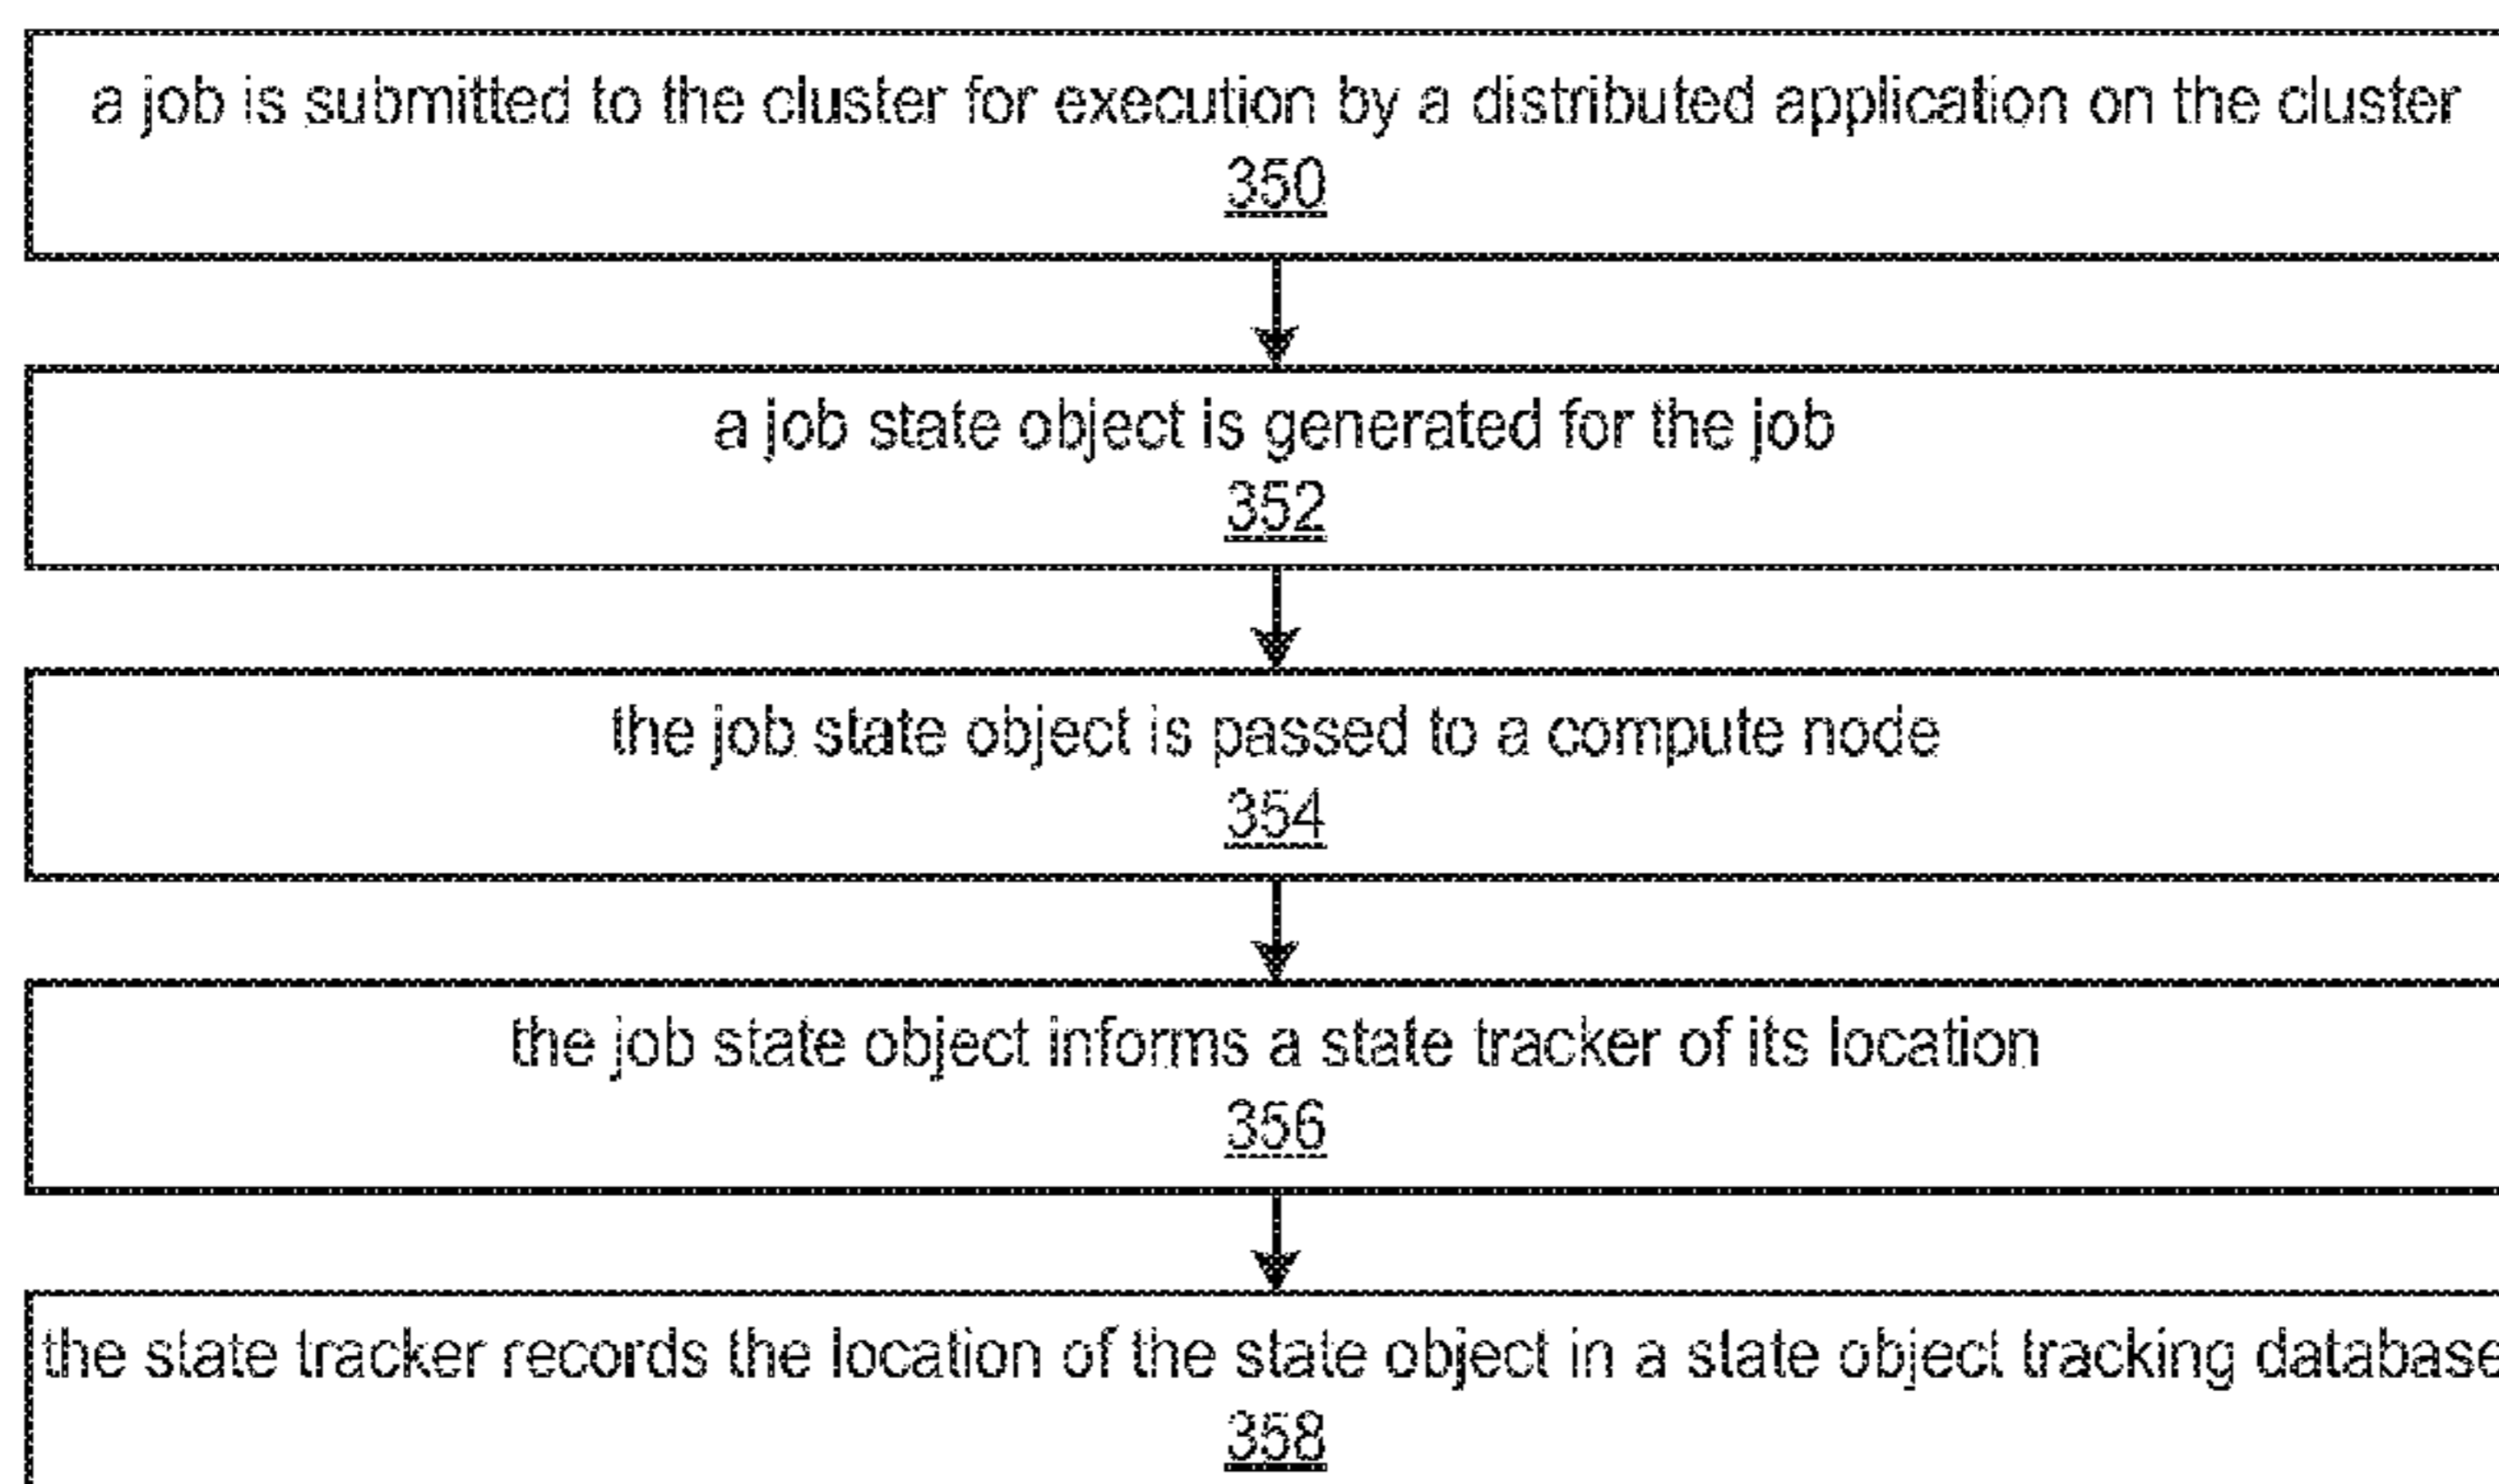 a job is submitted to the cluster for execution by a distributed application on the cluster
350
a job state object is generated for the job
352
the job state object is passed to a compute node
354
the job state object informs a state tracker of its location
356
the state tracker records the location of the state object in a state object tracking database
358